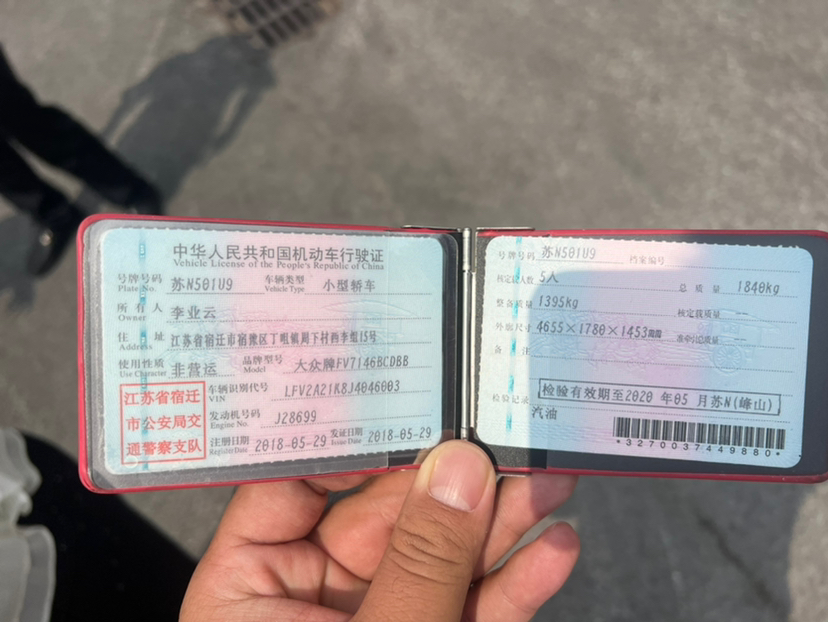 中华人民共和国机动车行驶证
Vehicle License of the People's Republic of China
号牌号码 苏N501U9 车辆类型 小型轿车
Plate No. Vehicle Type
所有人 李业云
Owner
住址 江苏省宿迁市宿豫区丁咀镇周下村西李组15号
Address
使用性质 非营运 品牌型号 大众牌FV7146BCDBB
Use Character Model
江苏省宿迁
市公安局交
通警察支队
车辆识别代号 LFV2A21K8J4046003
VIN
发动机号码 J28699
Engine No.
注册日期 2018-05-29 发证日期 2018-05-29
Register Date Issue Date
号牌号码 苏N501U9 档案编号
核定载人数 5人 总质量 1840kg
整备质量 1395kg 核定载质量 --
外廓尺寸 4655×1780×1453 准牵引总质量 --
备注
检验记录 检验有效期至2020年05月苏N(峰山)
汽油
*3270037449880*